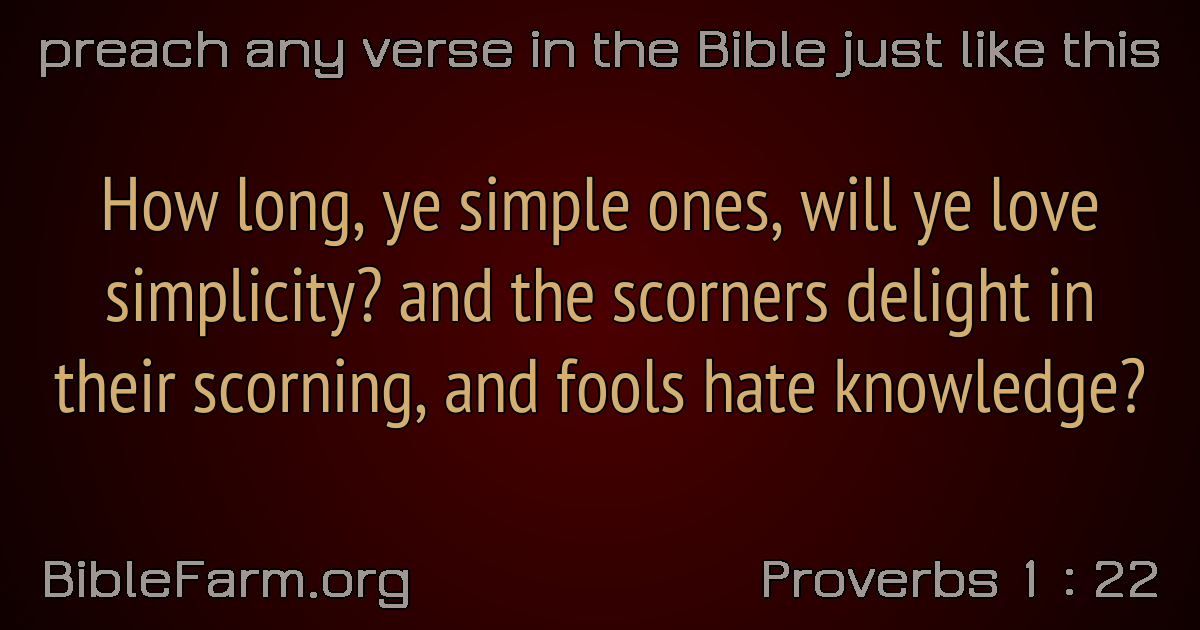 preach any verse in the Bible just like this
How long, ye simple ones, will ye love
simplicity? and the scorners delight in
their scorning, and fools hate knowledge?
BibleFarm.org
Proverbs 1 : 22